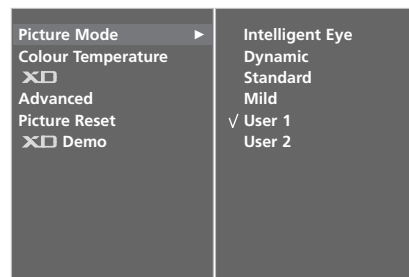 Picture Mode ►
Colour Temperature
XD
Advanced
Picture Reset
XD Demo
Intelligent Eye
Dynamic
Standard
Mild
√ User 1
User 2